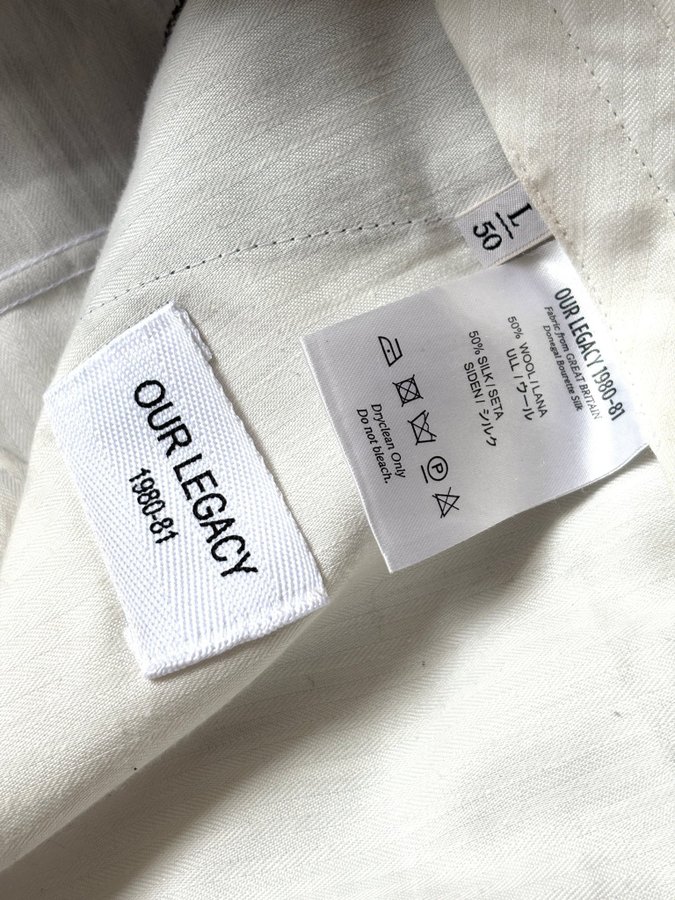 OUR LEGACY
1980-81
L
50
OUR LEGACY 1980-81
Fabric from GREAT BRITAIN
Donegal Bourette Silk
50% WOOL / LANA
ULL / ウール
50% SILK / SETA
SIDEN / シルク
P
Dryclean Only
Do not bleach.